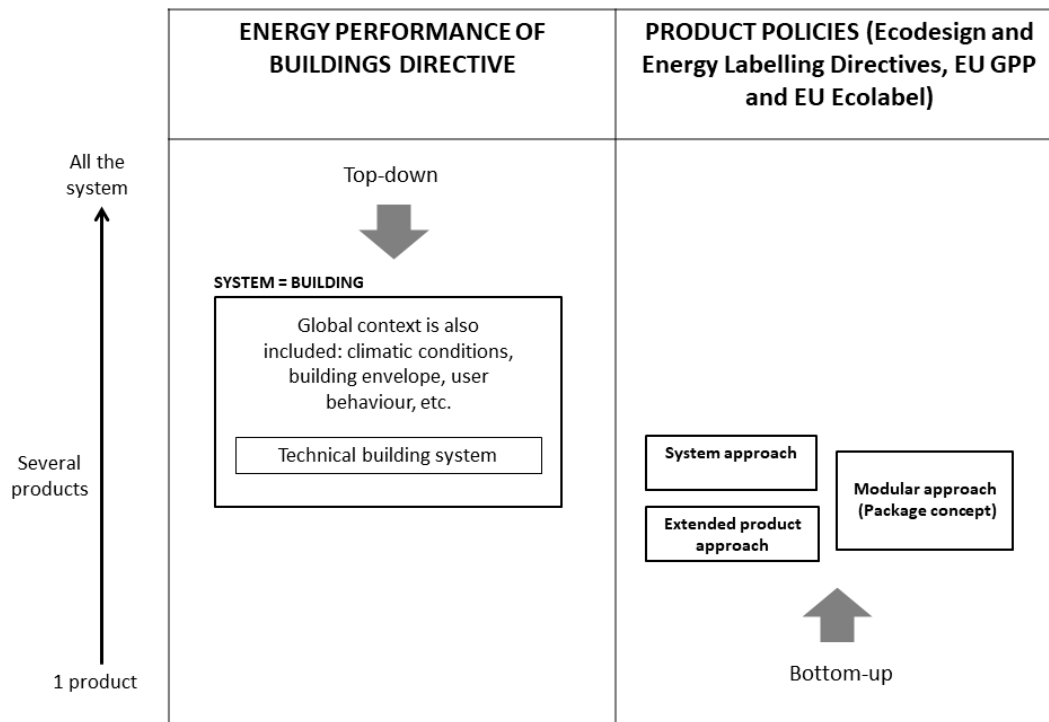 ENERGY PERFORMANCE OF
BUILDINGS DIRECTIVE
PRODUCT POLICIES (Ecodesign and
Energy Labelling Directives, EU GPP
and EU Ecolabel)
All the
system
Several
products
1 product
Top-down
SYSTEM = BUILDING
Global context is also
included: climatic conditions,
building envelope, user
behaviour, etc.
Technical building system
System approach
Extended product
approach
Modular approach
(Package concept)
Bottom-up